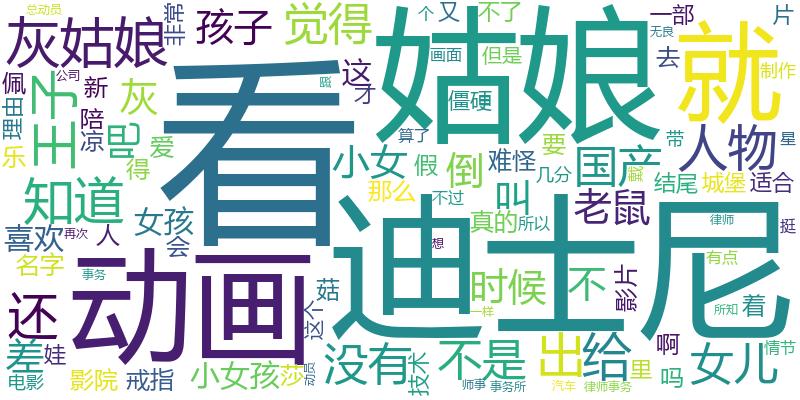 总动员
灰姑娘
非常
孩子
觉得
看
姑娘
个
又
不了
画面
但是
一部
无良
去
片
就
制作
佩
理由
王子
公司
新
陪
凉
吧
灰
爱
得
这
才
僵硬
算了
小女
假
倒
难怪
要
几分
国产
人物
带
星
结尾
城堡
适合
乐
知道
那么
不过
叫
真的
所以
老鼠
戴
律师
挺
喜欢
再次
人
女孩
会
名字
事务
动画
迪士尼
想
有点
时候
不
影片
所知
着
还
菇
这个
一样
差
娃
电影
影院
戒指
小女孩
莎
动员
没有
技术
不是
师事
事务所
出
汽车
给
律师事务
里
吗
啊
女儿
情节